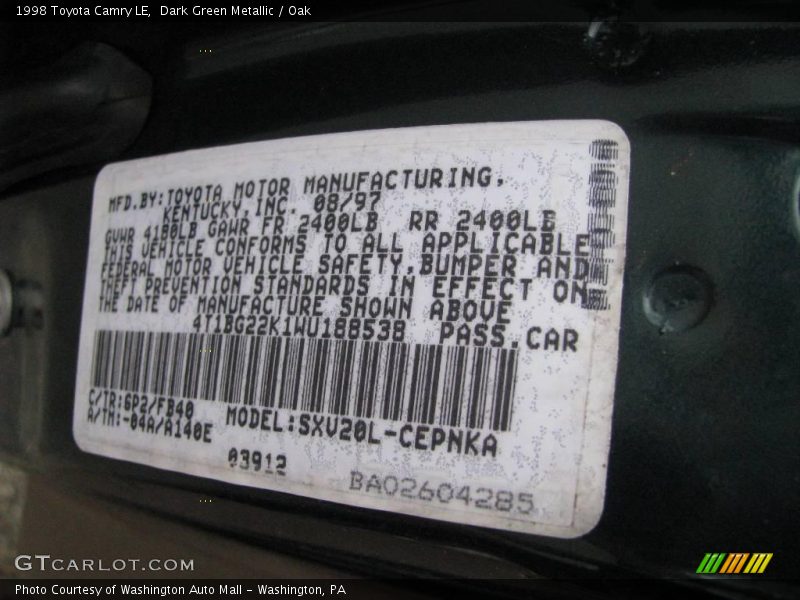 1998 Toyota Camry LE,  Dark Green Metallic / Oak
MFD.BY:TOYOTA MOTOR MANUFACTURING,
KENTUCKY,INC. 08/97
GVWR 4180LB GAWR FR 2400LB RR 2400LB
THIS VEHICLE CONFORMS TO ALL APPLICABLE
FEDERAL MOTOR VEHICLE SAFETY,BUMPER AND
THEFT PREVENTION STANDARDS IN EFFECT ON
THE DATE OF MANUFACTURE SHOWN ABOVE
4T1BG22K1WU188538 PASS.CAR
C/TR:6P2/FB40
A/TM:-04A/A140E
MODEL:SXV20L-CEPNKA
03912
BA02604285
GTCARLOT.COM
Photo Courtesy of Washington Auto Mall - Washington, PA